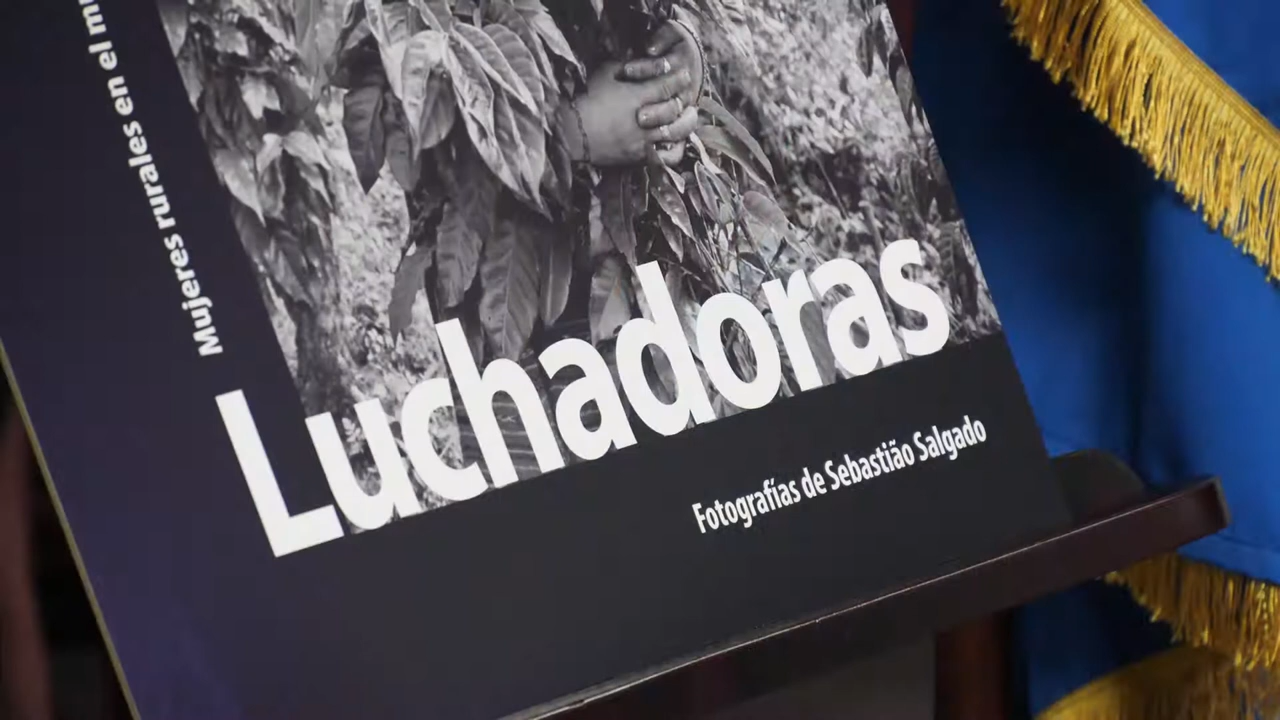 Mujeres rurales en el
Luchadoras
Fotografías de Sebastião Salgado